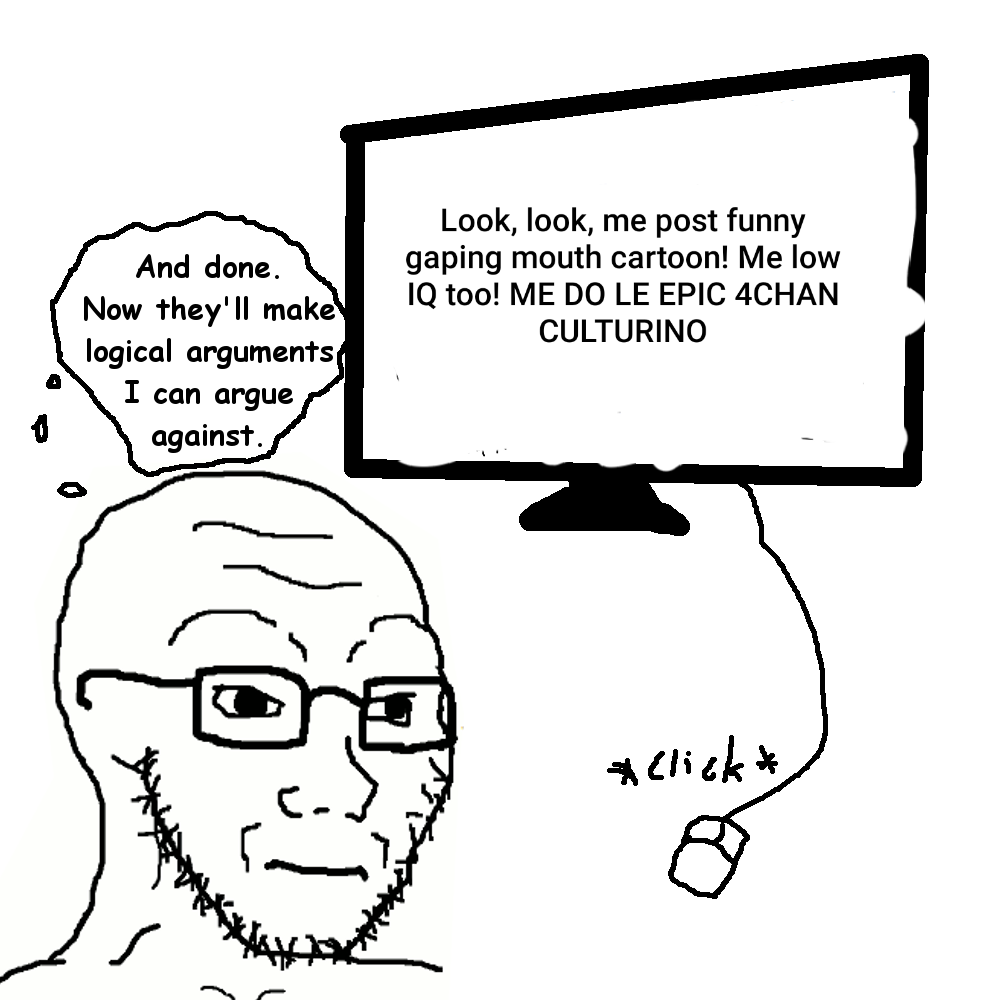 Look, look, me post funny
gaping mouth cartoon! Me low
IQ too! ME DO LE EPIC 4CHAN
CULTURINO
And done.
Now they'll make
logical arguments
I can argue
against.
*click*